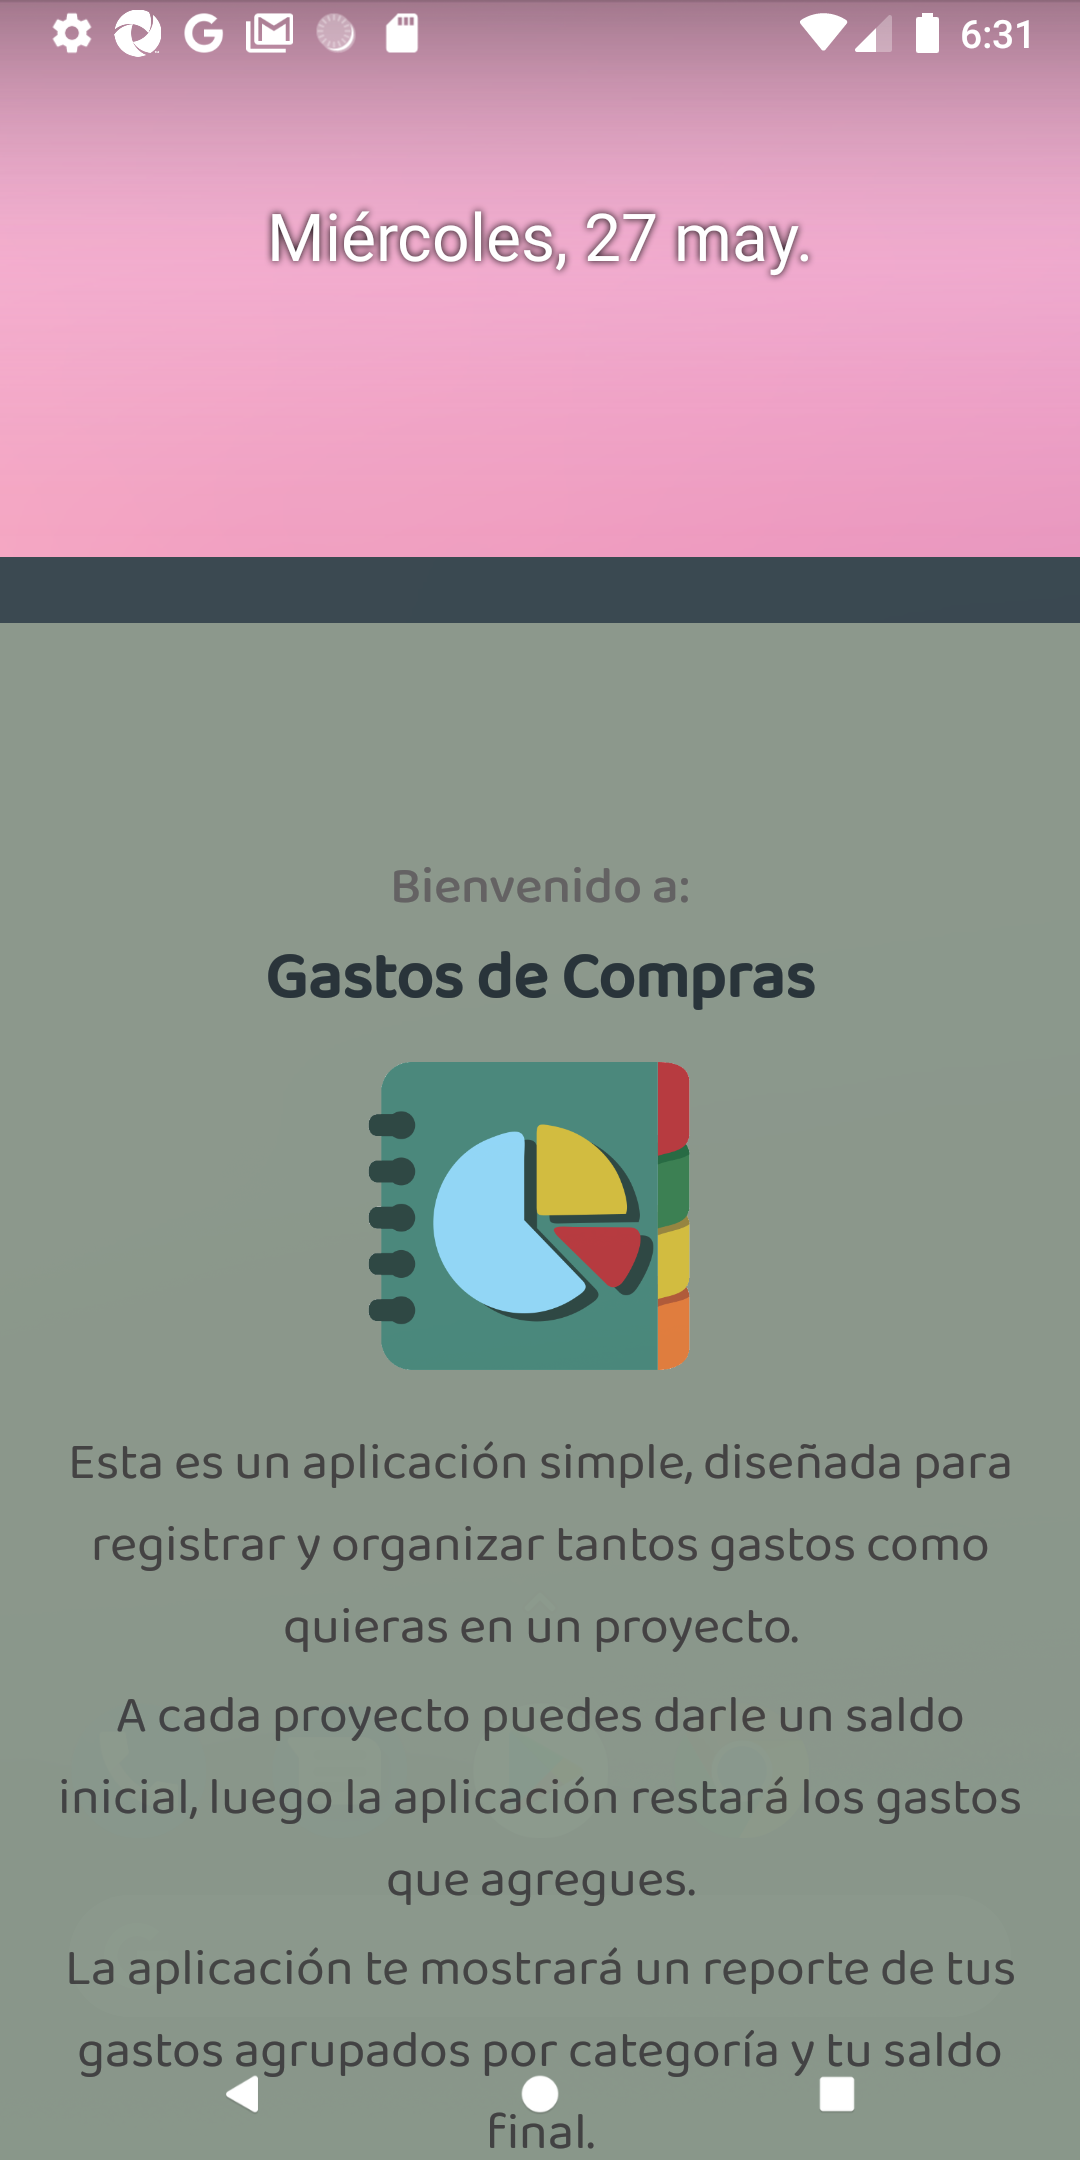 6:31
Miércoles, 27 may.
Bienvenido a:
Gastos de Compras
Esta es un aplicación simple, diseñada para
registrar y organizar tantos gastos como
quieras en un proyecto.
A cada proyecto puedes darle un saldo
inicial, luego la aplicación restará los gastos
que agregues.
La aplicación te mostrará un reporte de tus
gastos agrupados por categoría y tu saldo
final.